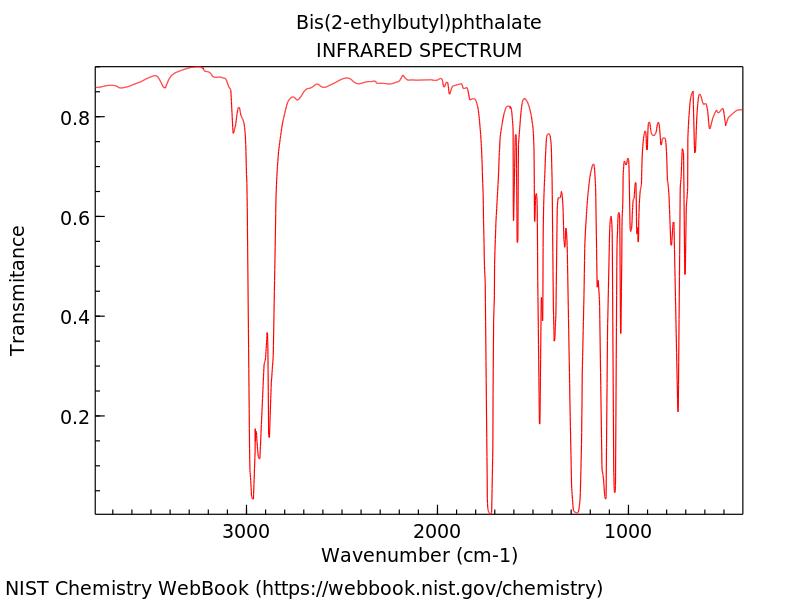 Bis(2-ethylbutyl)phthalate
INFRARED SPECTRUM
Transmitance
0.8
0.6
0.4
0.2
3000 2000 1000
Wavenumber (cm-1)
NIST Chemistry WebBook (https://webbook.nist.gov/chemistry)